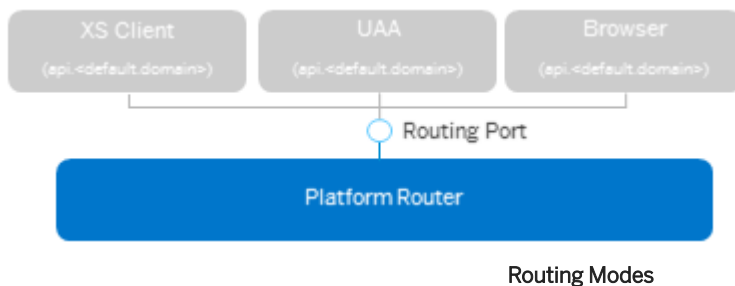 XS Client
(api.<default.domain>)
UAA
(api.<default.domain>)
Browser
(api.<default.domain>)
Routing Port
Platform Router
Routing Modes